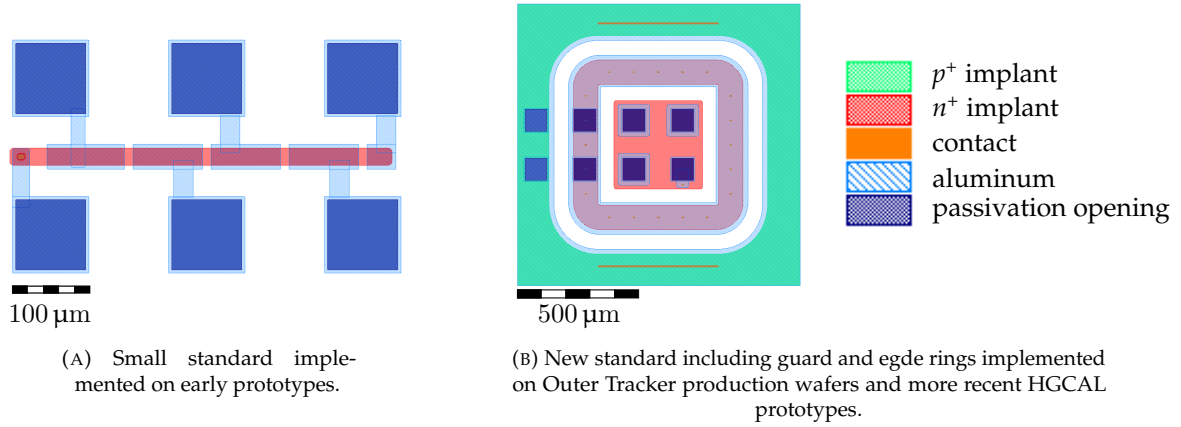 p+ implant
n+ implant
contact
aluminum
passivation opening
100 µm
500 µm
(A) Small standard imple-
mented on early prototypes.
(B) New standard including guard and egde rings implemented
on Outer Tracker production wafers and more recent HGCAL
prototypes.